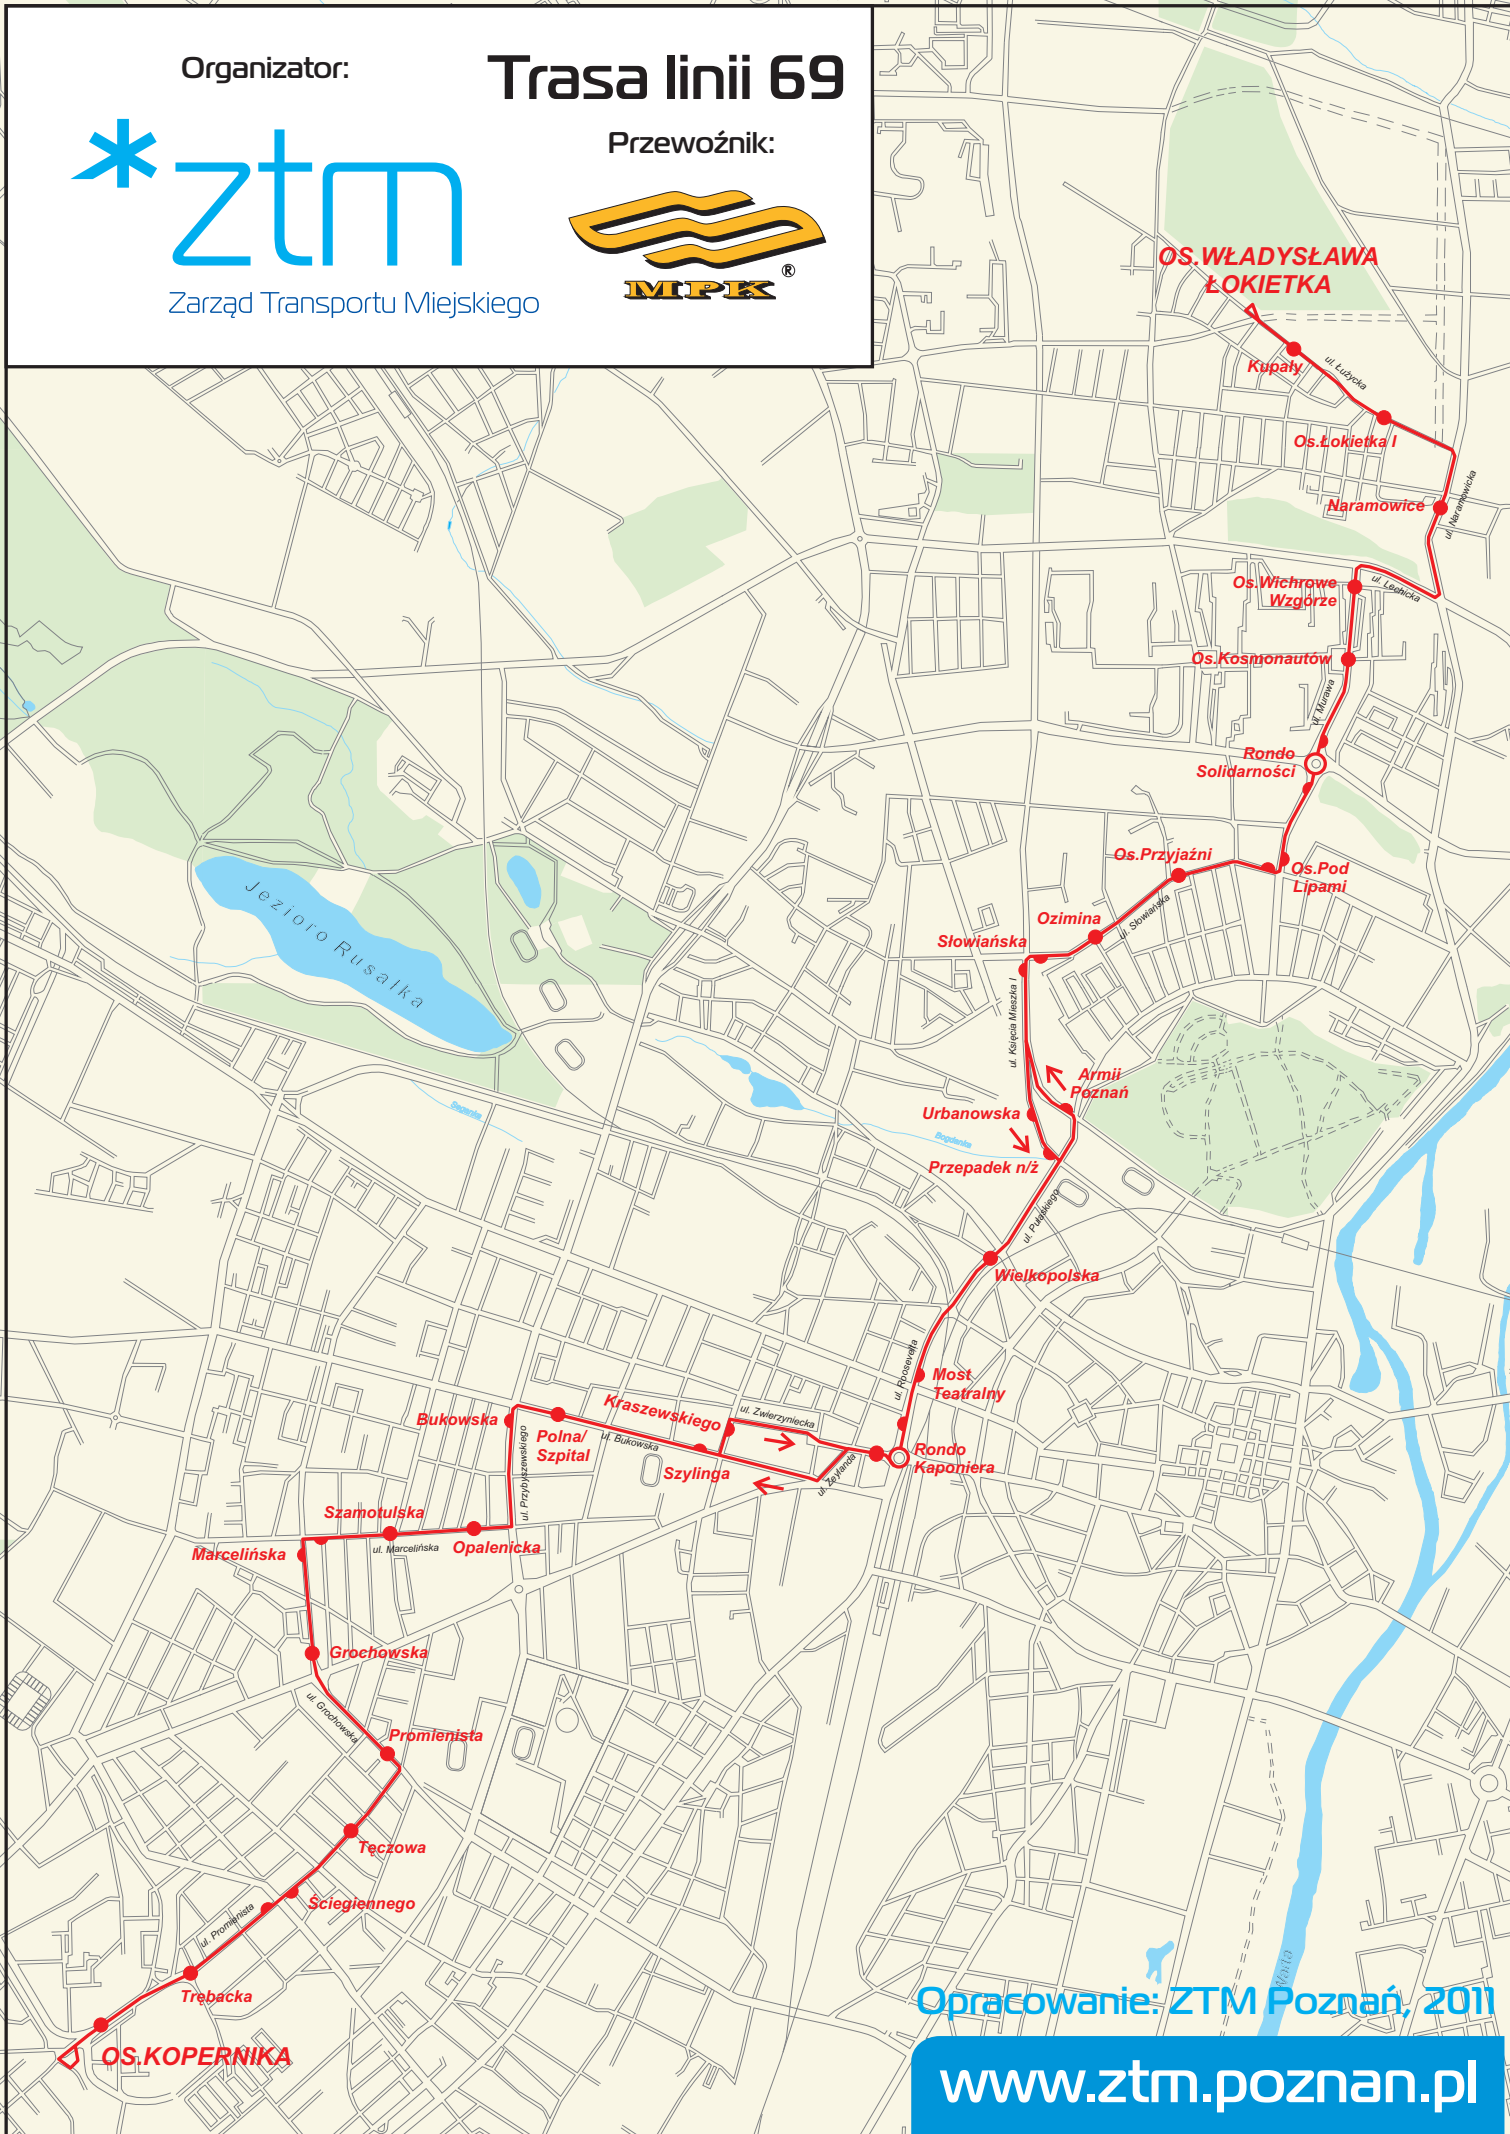 Organizator:
Trasa linii 69
Przewoźnik:
ztm
Zarząd Transportu Miejskiego
MPK
®
OS.WŁADYSŁAWA
ŁOKIETKA
Kupały
ul. Łużycka
Os.Łokietka I
Naramowice
ul. Naramowicka
Os.Wichrowe
Wzgórze
ul. Lechicka
Os.Kosmonautów
ul. Murawa
Rondo
Solidarności
Os.Przyjaźni
Os.Pod
Lipami
Ozimina
ul. Słowiańska
Słowiańska
Jezioro Rusałka
ul. Księcia Mieszka I
Armii
Poznań
Urbanowska
Seganka
Bogdanka
Przepadek n/ż
ul. Pułaskiego
Wielkopolska
ul. Roosevelta
Most
Teatralny
Kraszewskiego
ul. Zwierzyniecka
Bukowska
Polna/
Szpital
ul. Bukowska
Szylinga
ul. Zeylanda
Rondo
Kaponiera
ul. Przybyszewskiego
Szamotulska
Marcelińska
ul. Marcelińska
Opalenicka
Grochowska
ul. Grochowska
Promienista
Tęczowa
Ściegiennego
ul. Promienista
Trębacka
OS.KOPERNIKA
Warta
Opracowanie: ZTM Poznań, 2011
www.ztm.poznan.pl